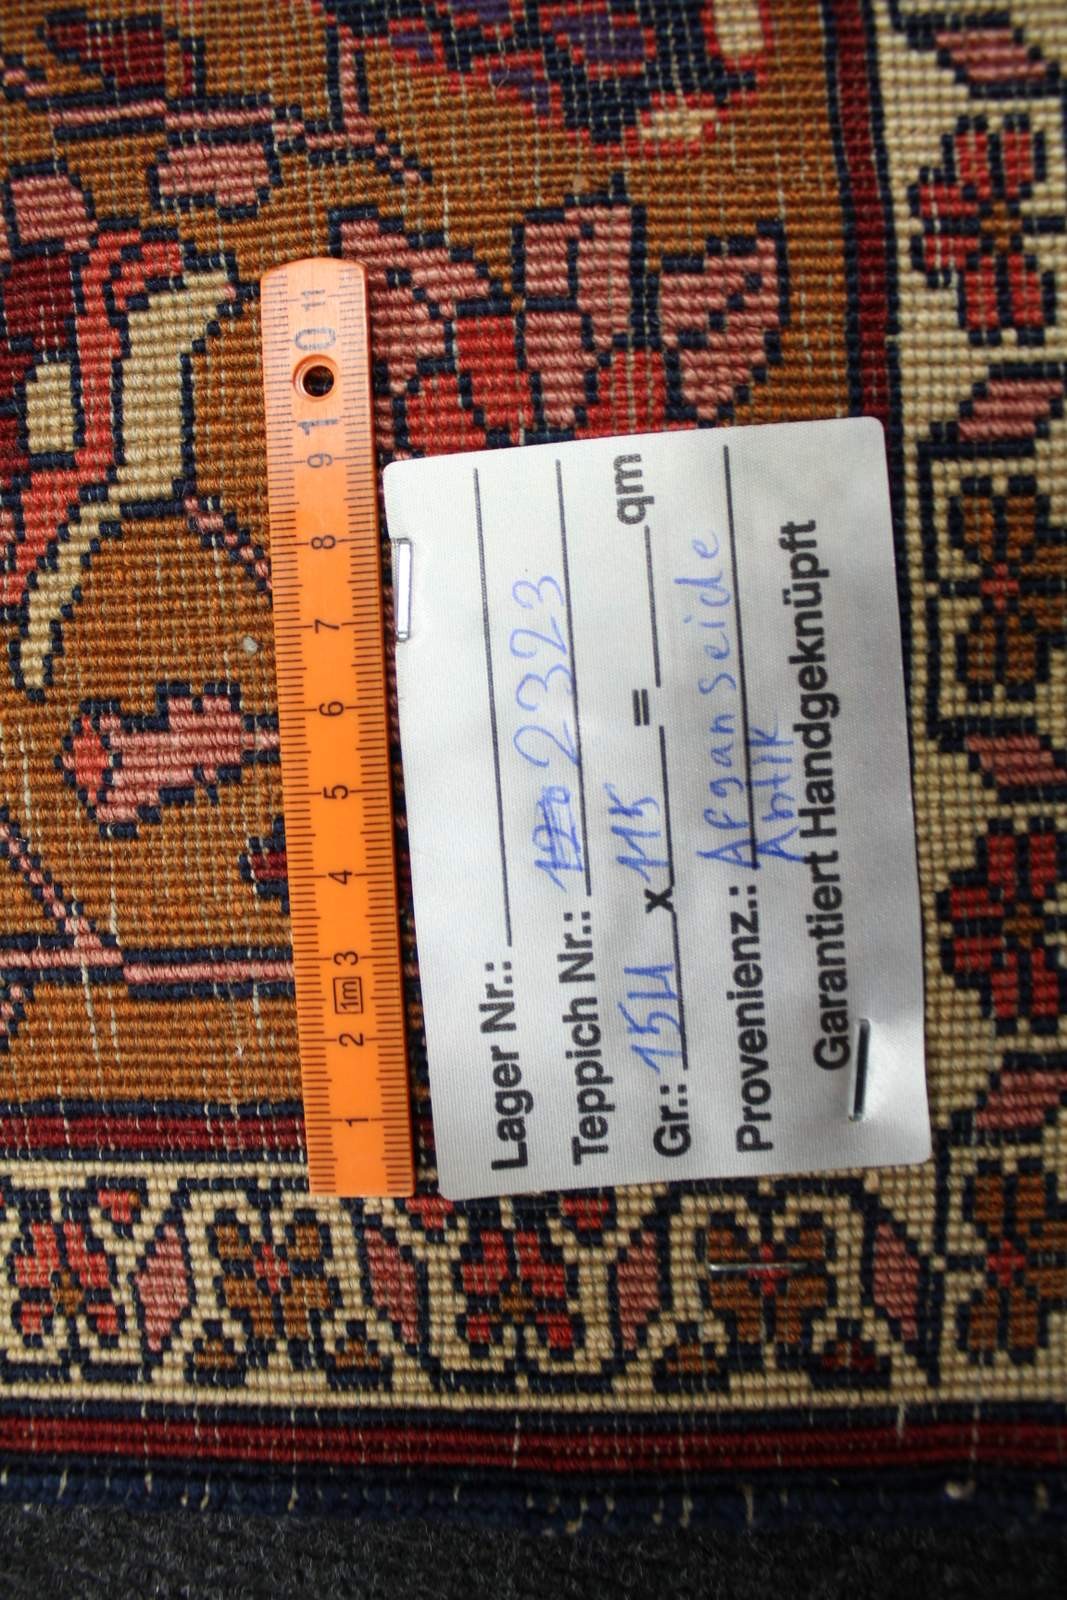 Lager Nr.:
Teppich Nr.: 2323
Gr.: 154 x 115 = qm
Provenienz.: Afganseide
Antik
Garantiert Handgeknüpft
1 2 1m 3 4 5 6 7 8 9 10 11